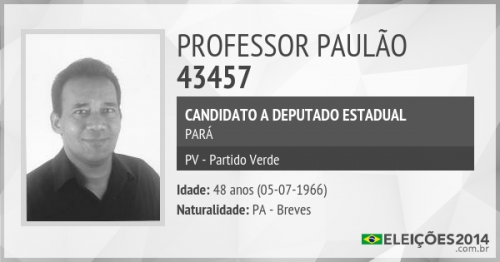 PROFESSOR PAULÃO
43457
CANDIDATO A DEPUTADO ESTADUAL
PARÁ
PV - Partido Verde
Idade: 48 anos (05-07-1966)
Naturalidade: PA - Breves
ELEIÇÕES2014
.com.br